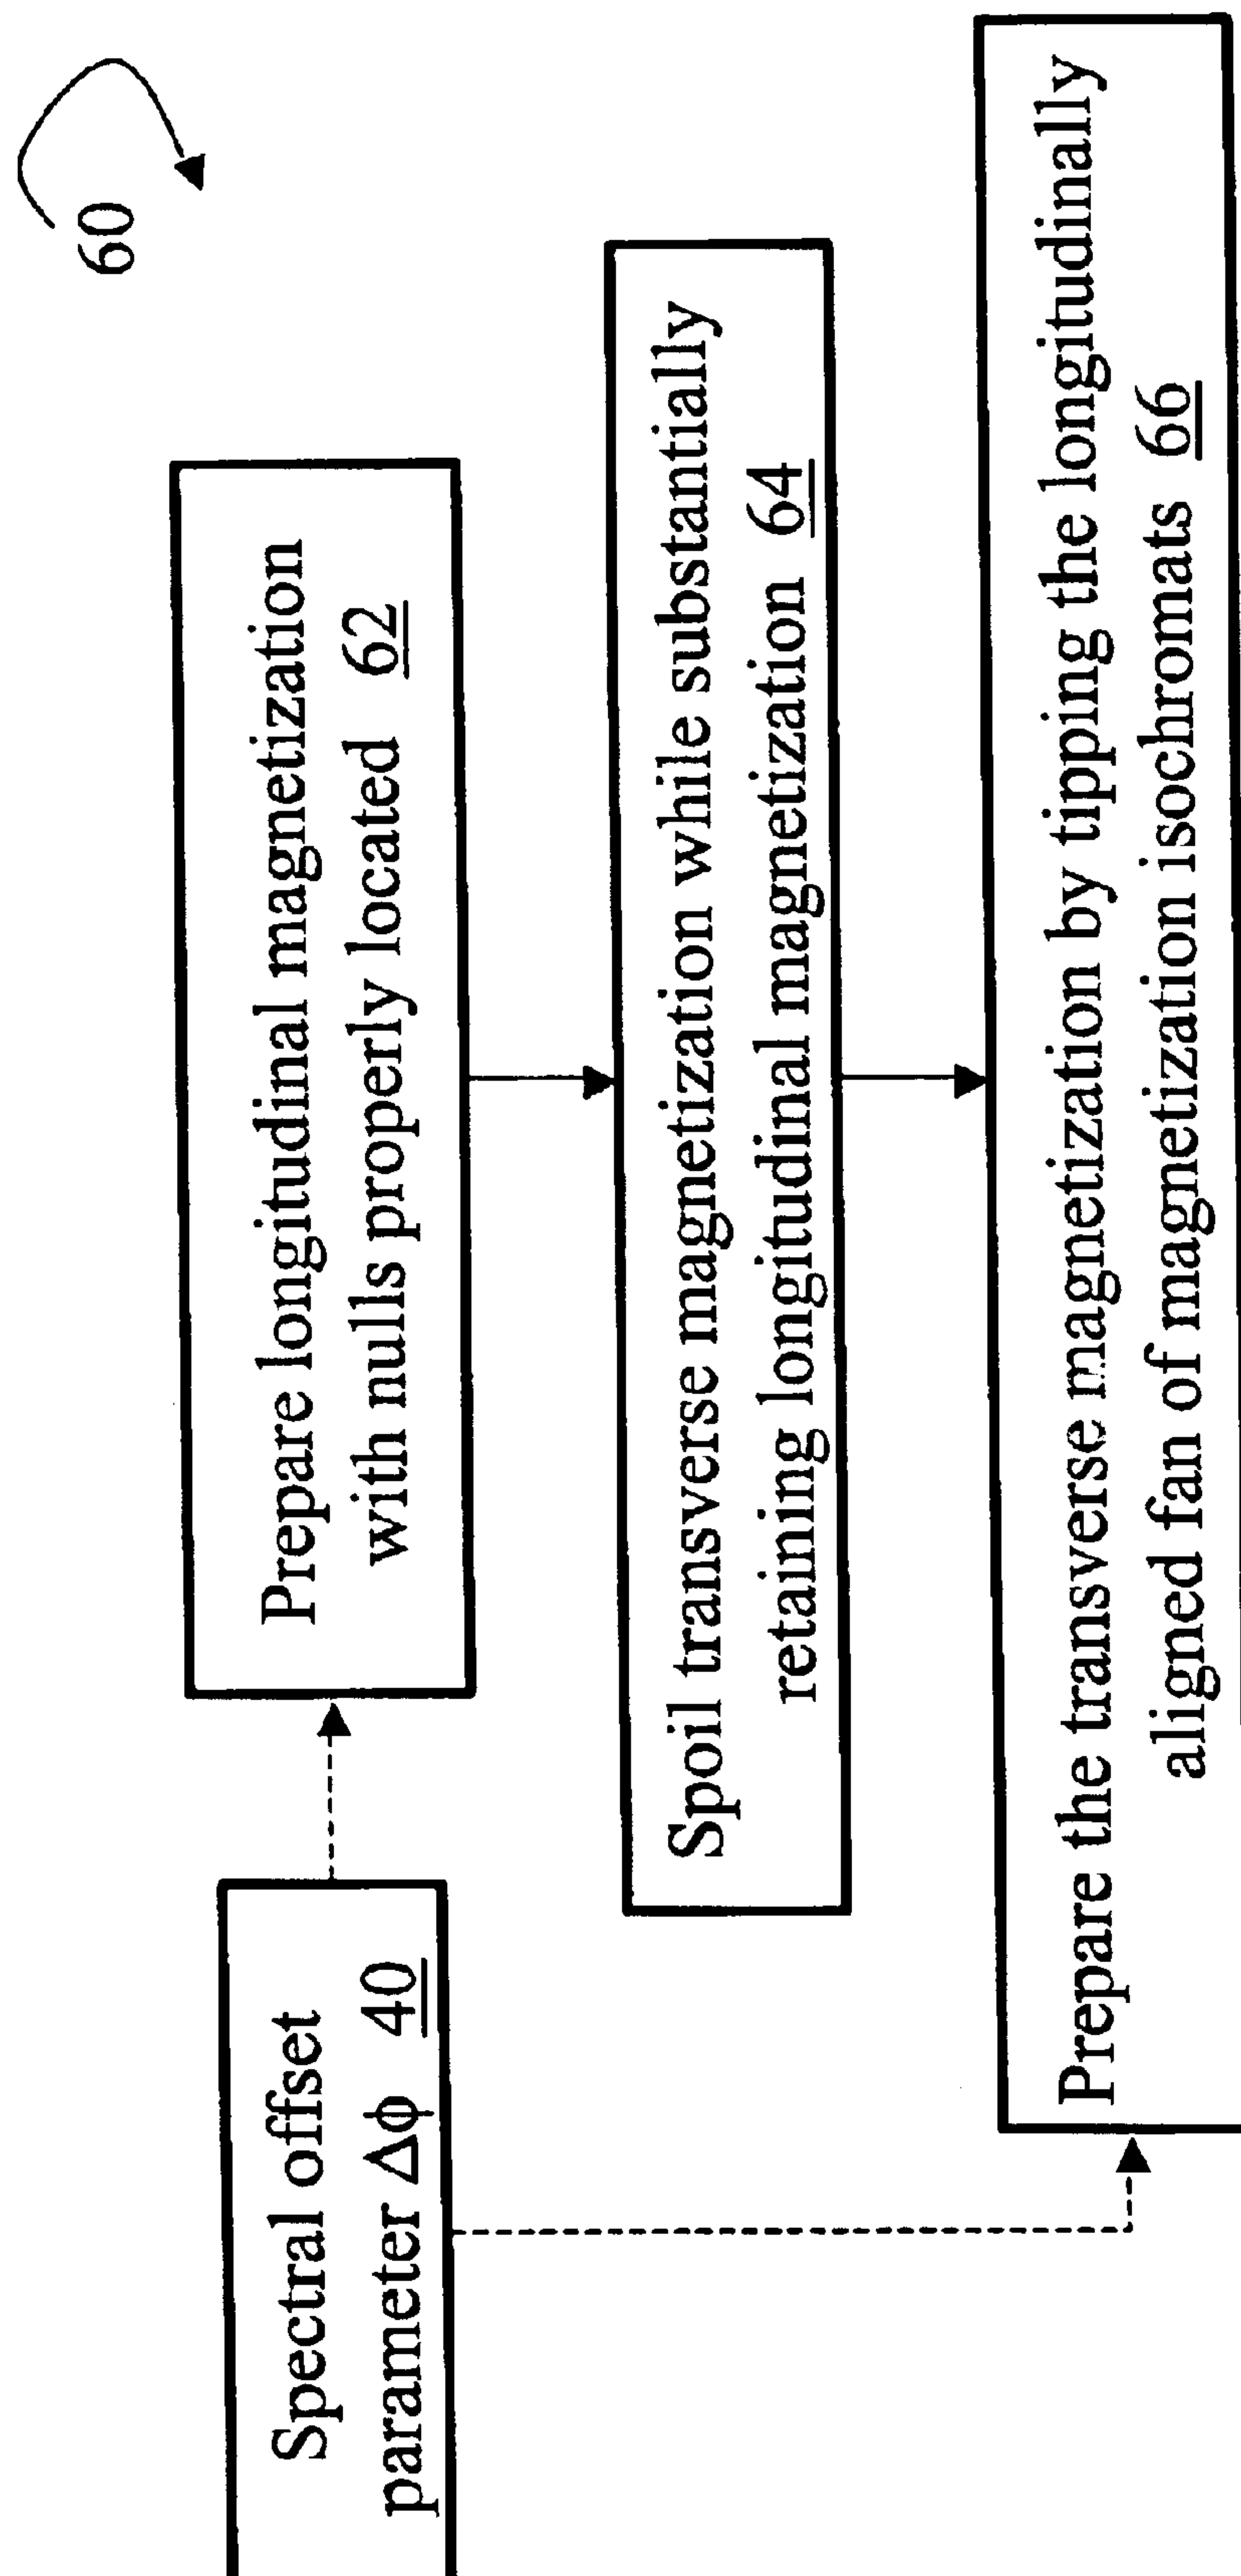 60
Spectral offset
parameter Δϕ 40
Prepare longitudinal magnetization
with nulls properly located 62
Spoil transverse magnetization while substantially
retaining longitudinal magnetization 64
Prepare the transverse magnetization by tipping the longitudinally
aligned fan of magnetization isochromats 66